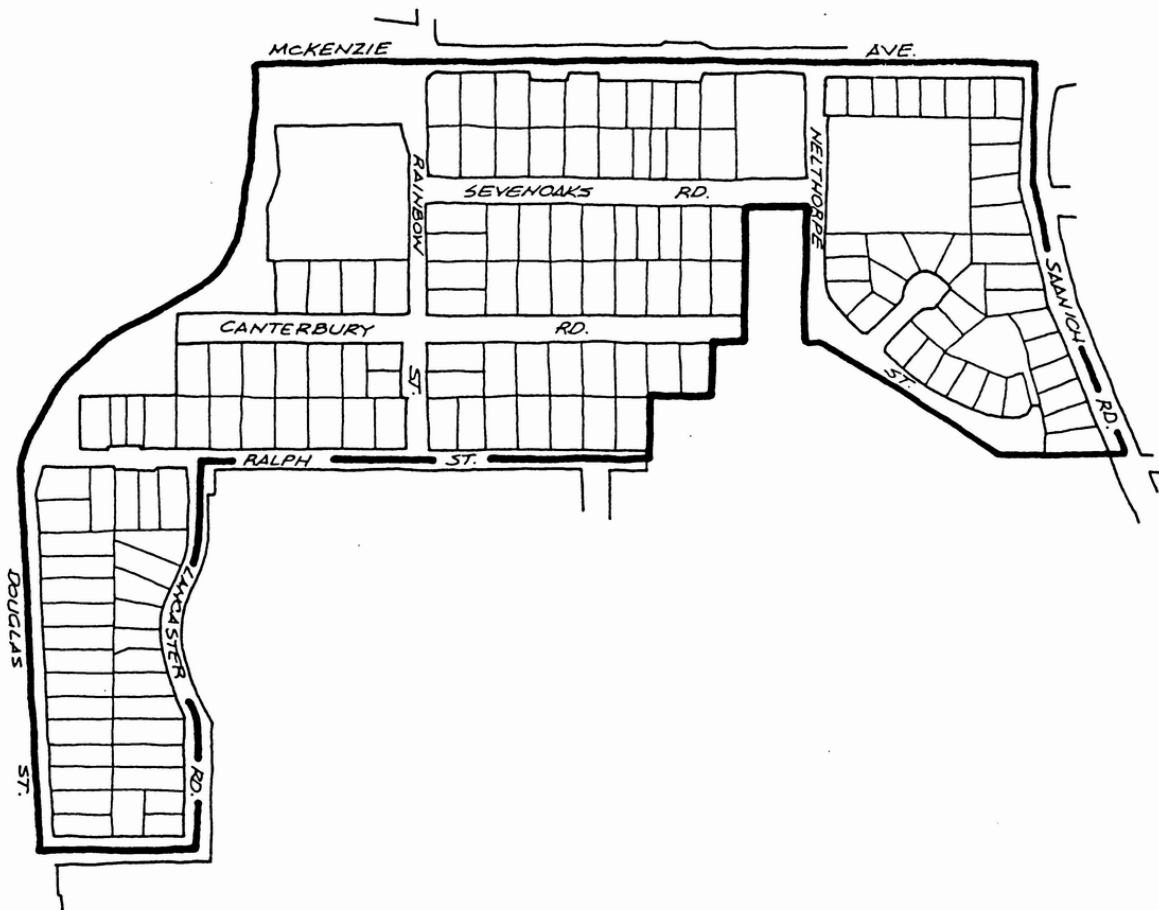 MCKENZIE AVE.
NELTHORPE ST.
RAINBOW ST.
SEVENOAKS RD.
SAANICH RD.
CANTERBURY RD.
RALPH ST.
LANCASTER RD.
DOUGLAS ST.